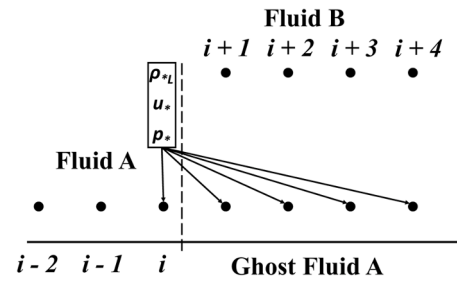 Fluid B
i + 1 i + 2 i + 3 i + 4
ρ*L
u*
p*
Fluid A
i - 2 i - 1 i Ghost Fluid A